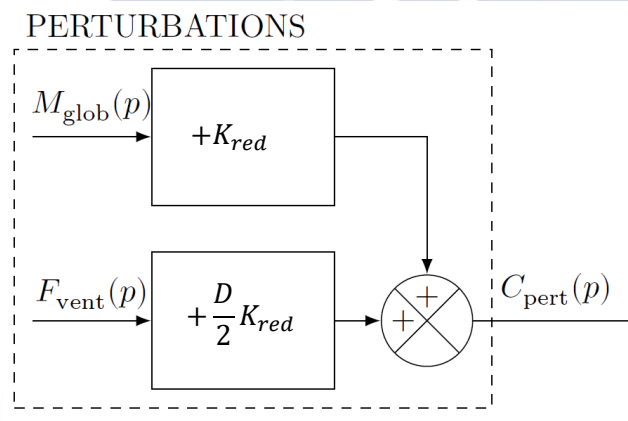 PERTURBATIONS
M_glob(p)
+K_red
F_vent(p)
+D/2 K_red
+
+
C_pert(p)